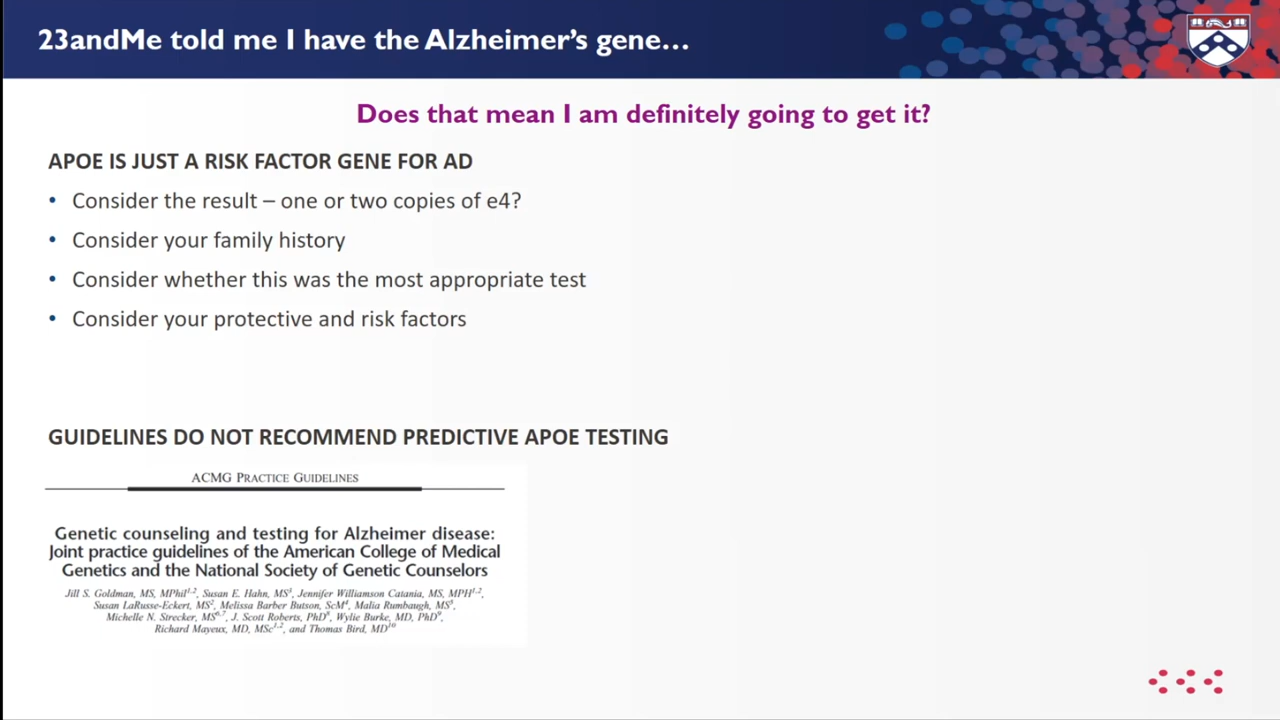 23andMe told me I have the Alzheimer’s gene…
Does that mean I am definitely going to get it?
APOE IS JUST A RISK FACTOR GENE FOR AD
• Consider the result – one or two copies of e4?
• Consider your family history
• Consider whether this was the most appropriate test
• Consider your protective and risk factors
GUIDELINES DO NOT RECOMMEND PREDICTIVE APOE TESTING
ACMG PRACTICE GUIDELINES
Genetic counseling and testing for Alzheimer disease:
Joint practice guidelines of the American College of Medical
Genetics and the National Society of Genetic Counselors
Jill S. Goldman, MS, MPhil1,2, Susan E. Hahn, MS3, Jennifer Williamson Catania, MS, MPH1,2,
Susan LaRusse-Eckert, MS2, Melissa Barber Butson, ScM4, Malia Rumbaugh, MS5,
Michelle N. Strecker, MS6,7, J. Scott Roberts, PhD8, Wylie Burke, MD, PhD9,
Richard Mayeux, MD, MSc1,2, and Thomas Bird, MD10